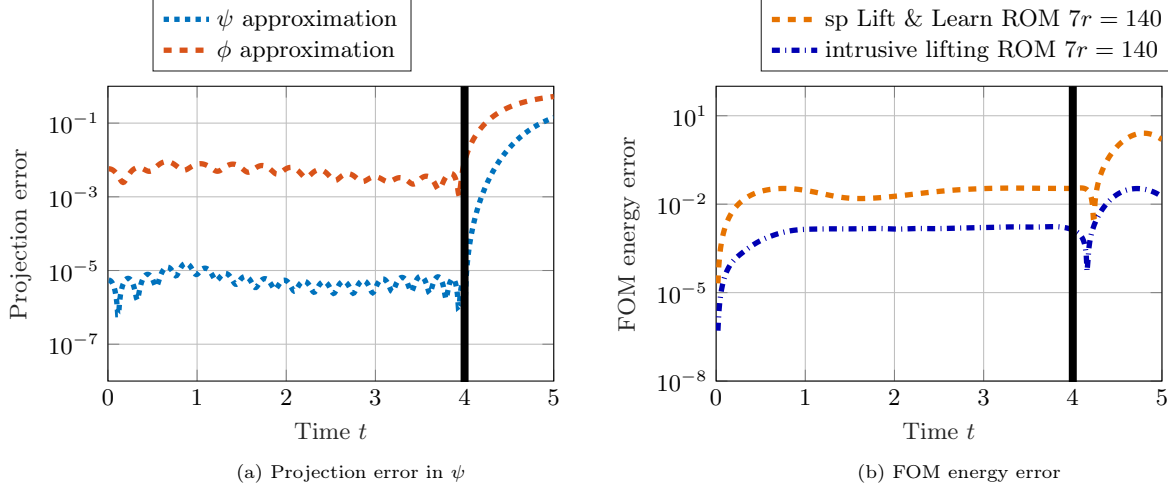 ψ approximation
ϕ approximation
10^{-1}
10^{-3}
10^{-5}
10^{-7}
Projection error
0 1 2 3 4 5
Time t
(a) Projection error in ψ
sp Lift & Learn ROM 7r = 140
intrusive lifting ROM 7r = 140
10^{1}
10^{-2}
10^{-5}
10^{-8}
FOM energy error
0 1 2 3 4 5
Time t
(b) FOM energy error